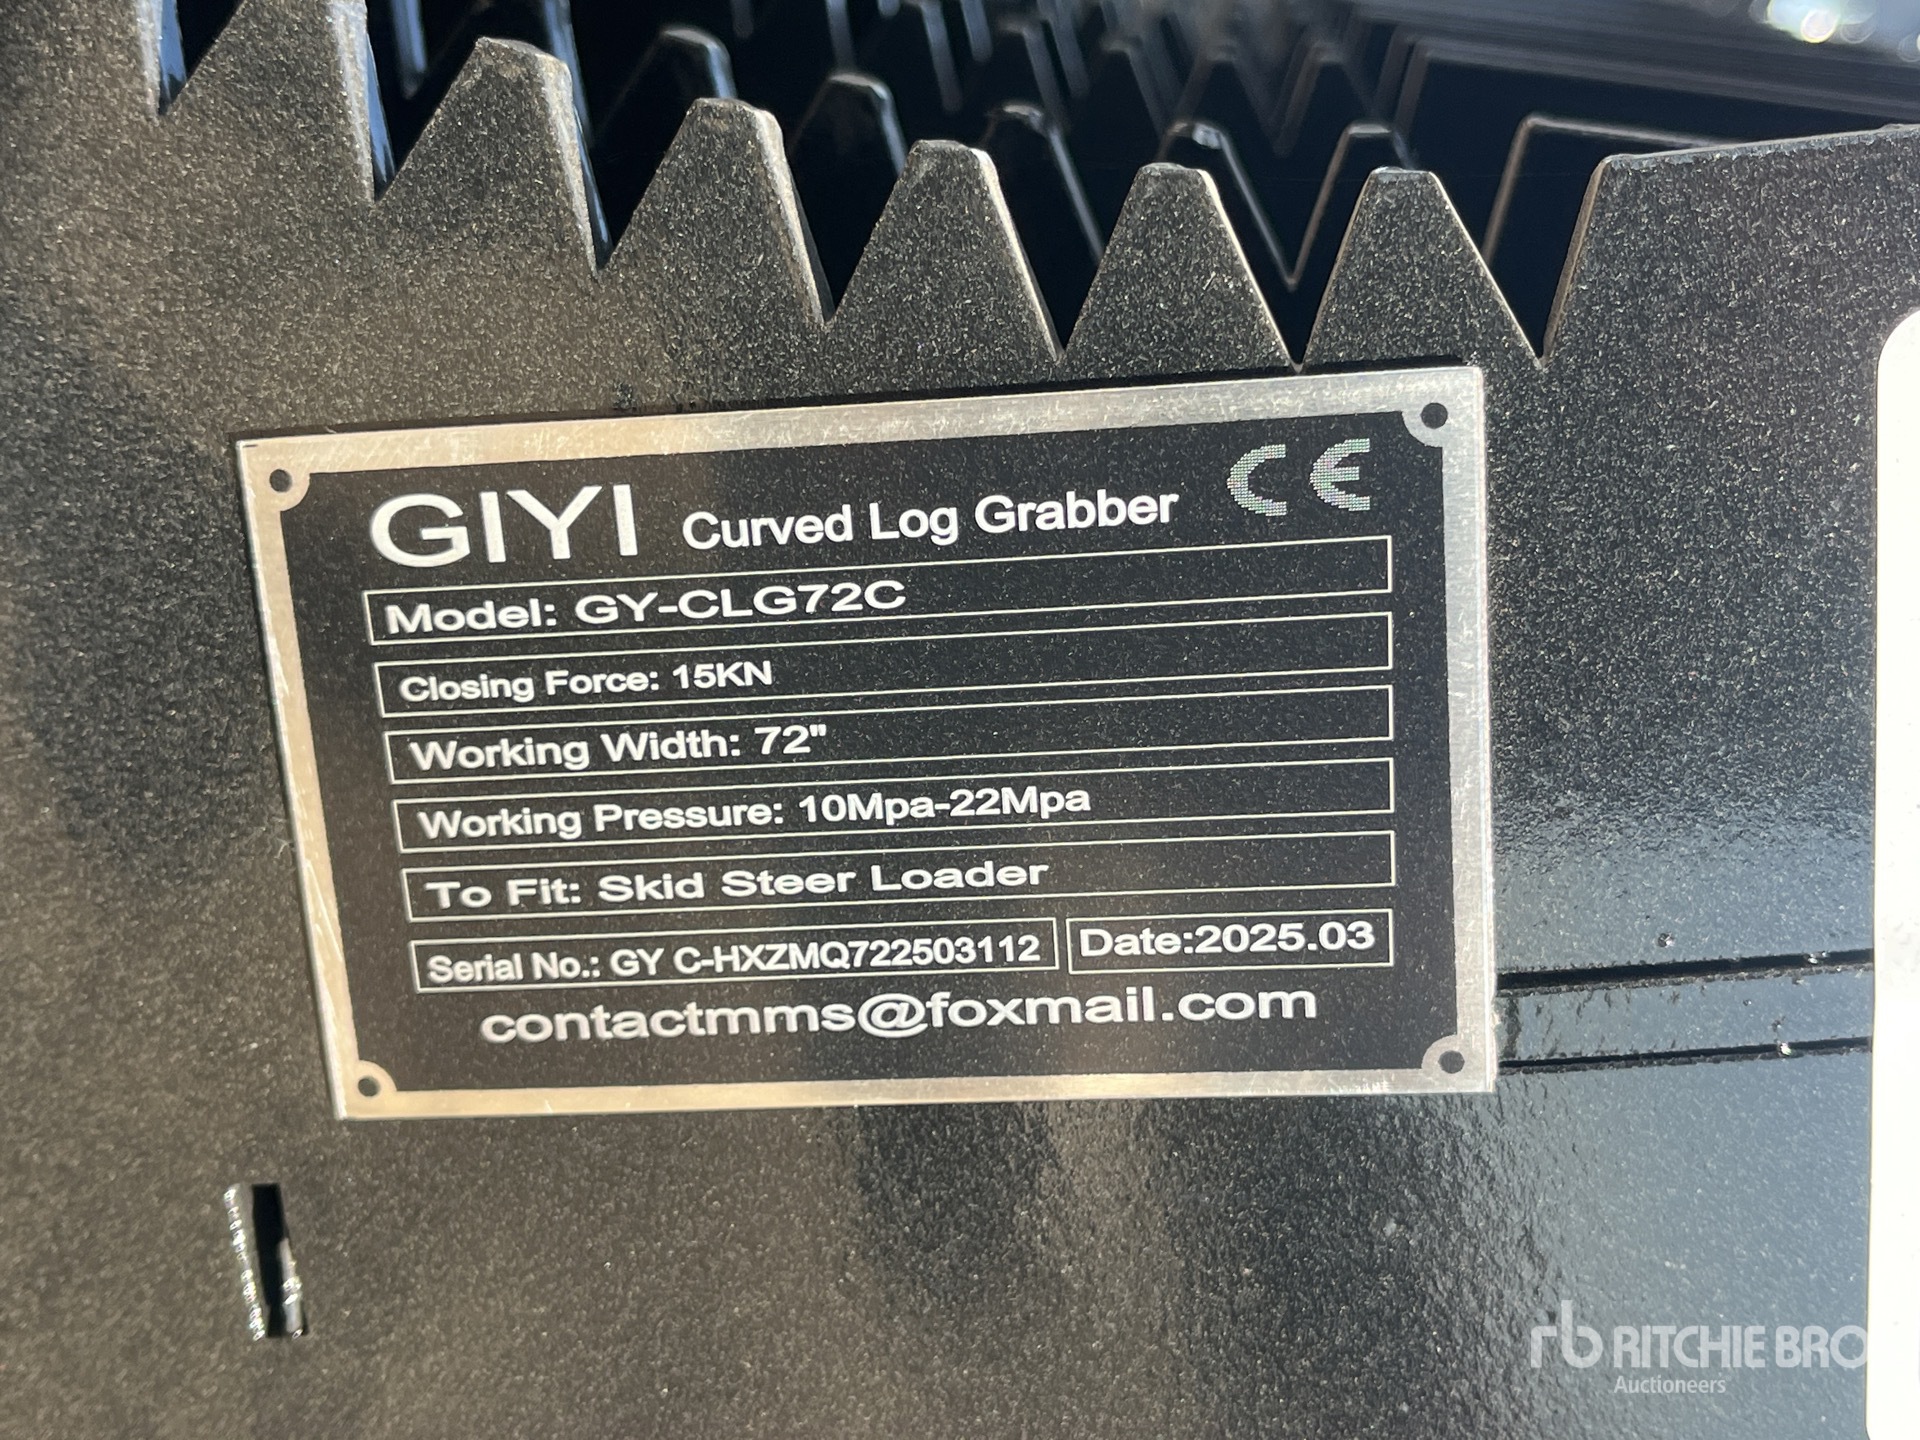 GIYI Curved Log Grabber CE
Model: GY-CLG72C
Closing Force: 15KN
Working Width: 72"
Working Pressure: 10Mpa-22Mpa
To Fit: Skid Steer Loader
Serial No.: GY C-HXZMQ722503112 Date:2025.03
contactmms@foxmail.com
rb RITCHIE BRO
Auctioneers